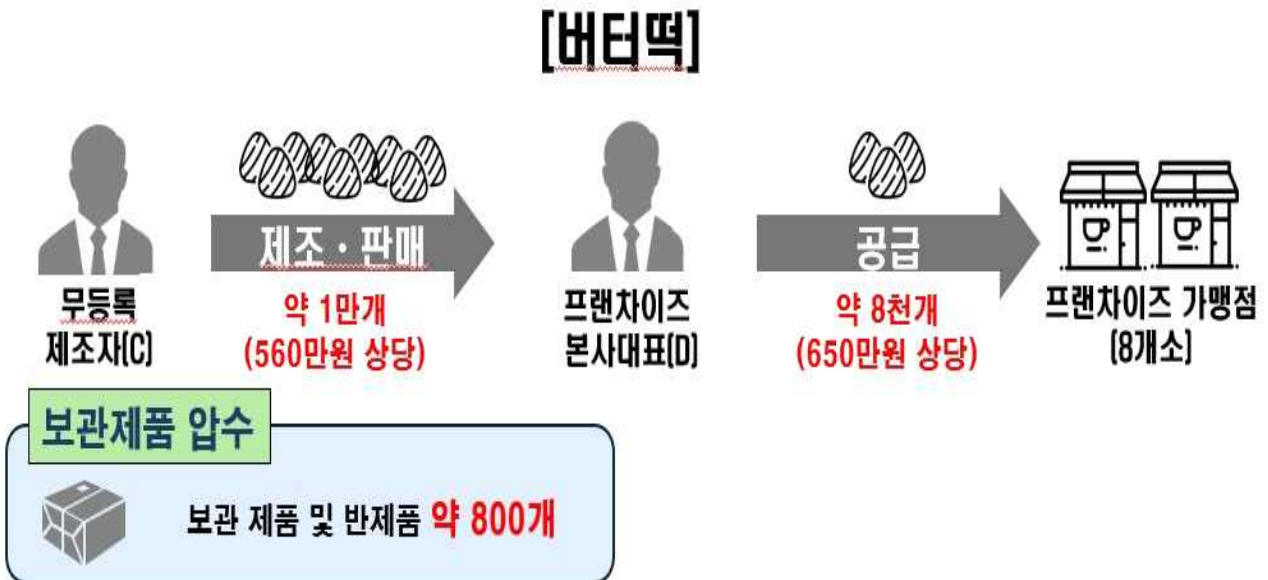 [버터떡]
제조·판매
공급
무등록
제조자(C)
약 1만개
(560만원 상당)
프랜차이즈
본사대표(D)
약 8천개
(650만원 상당)
프랜차이즈 가맹점
(8개소)
보관제품 압수
보관 제품 및 반제품 약 800개